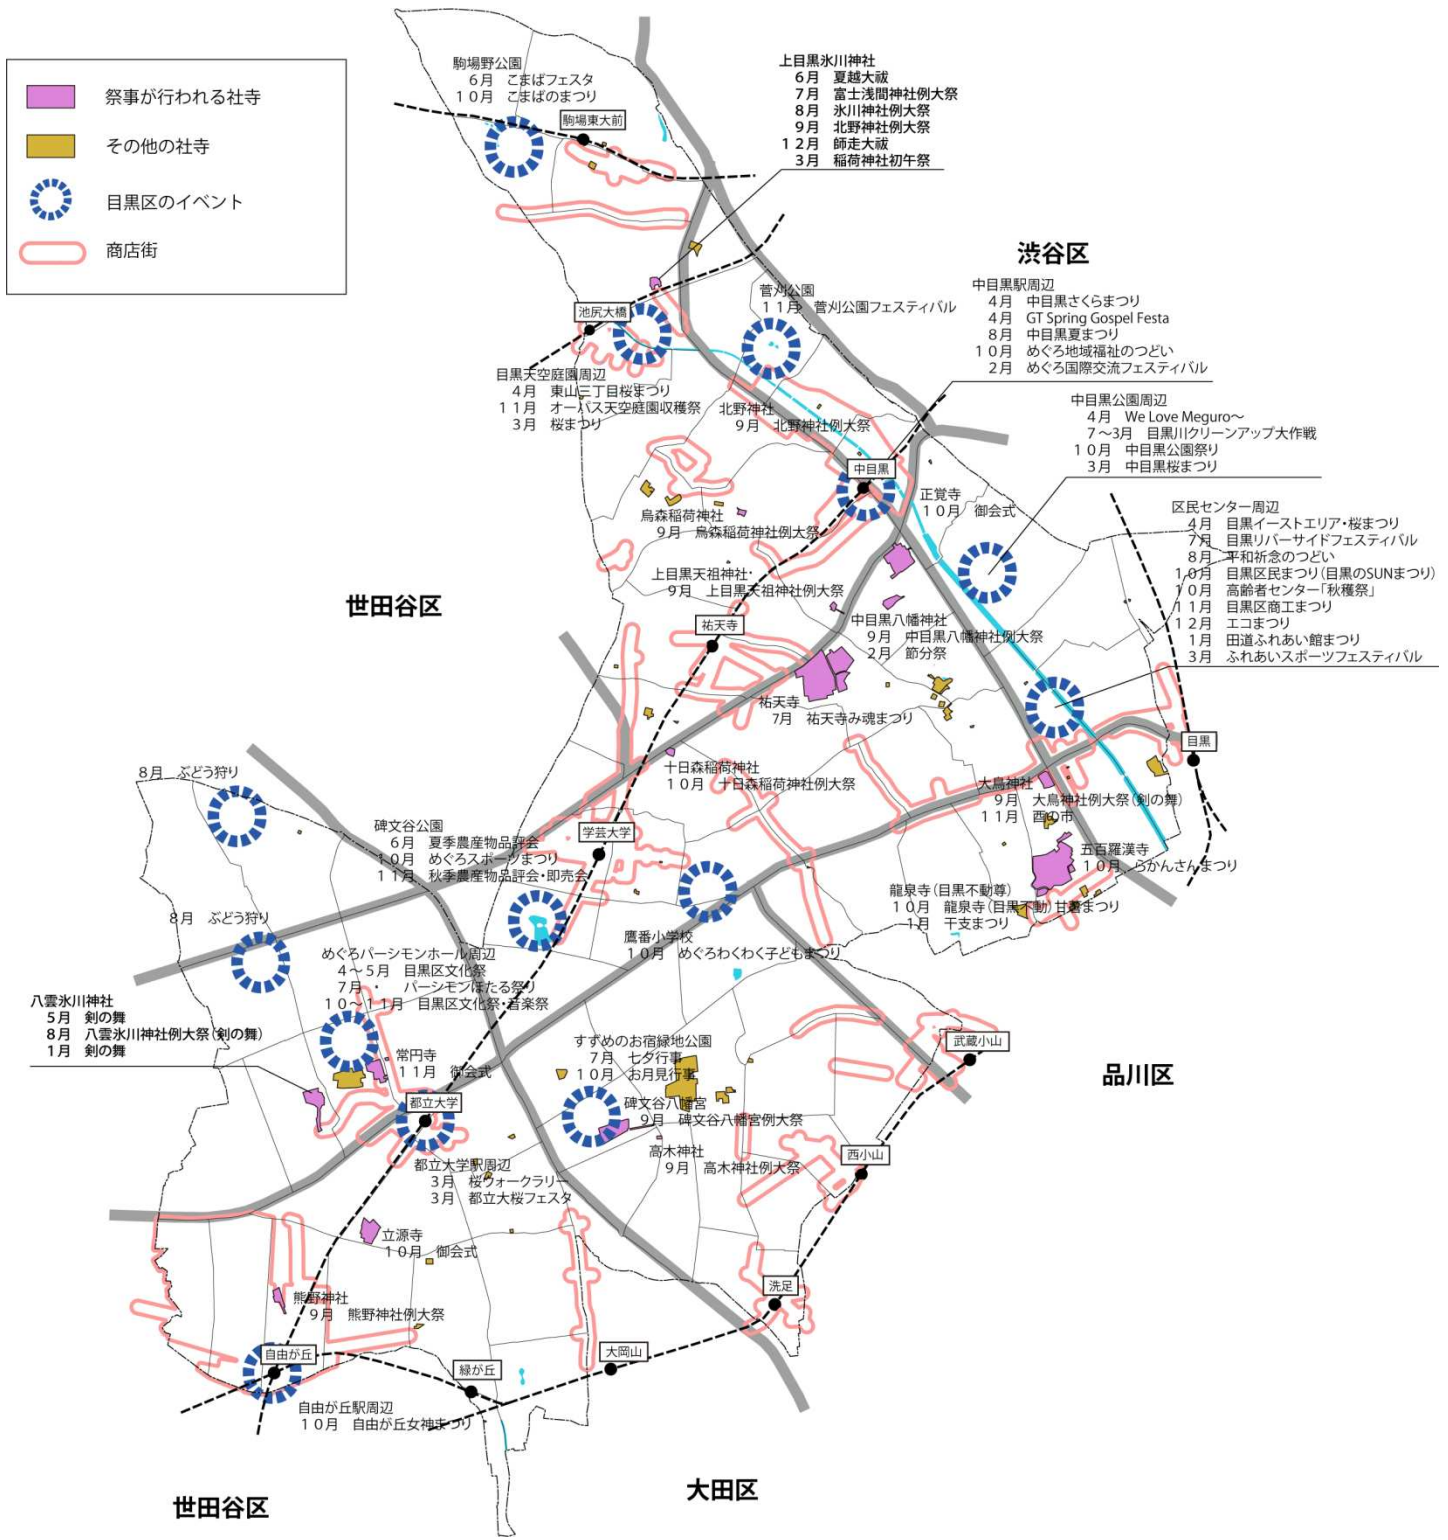 祭事が行われる社寺
その他の社寺
目黒区のイベント
商店街
駒場野公園
6月 こまばフェスタ
10月 こまばのまつり
駒場東大前
上目黒氷川神社
6月 夏越大祓
7月 富士浅間神社例大祭
8月 氷川神社例大祭
9月 北野神社例大祭
12月 師走大祓
3月 稲荷神社初午祭
渋谷区
池尻大橋
菅刈公園
11月 菅刈公園フェスティバル
中目黒駅周辺
4月 中目黒さくらまつり
4月 GT Spring Gospel Festa
8月 中目黒夏まつり
10月 めぐろ地域福祉のつどい
2月 めぐろ国際交流フェスティバル
目黒天空庭園周辺
4月 東山三丁目桜まつり
11月 オーパス天空庭園収穫祭
3月 桜まつり
北野神社
9月 北野神社例大祭
中目黒公園周辺
4月 We Love Meguro〜
7〜3月 目黒川クリーンアップ大作戦
10月 中目黒公園祭り
3月 中目黒桜まつり
中目黒
正覚寺
10月 御会式
烏森稲荷神社
9月 烏森稲荷神社例大祭
区民センター周辺
4月 目黒イーストエリア・桜まつり
7月 目黒リバーサイドフェスティバル
8月 平和祈念のつどい
10月 目黒区民まつり(目黒のSUNまつり)
10月 高齢者センター「秋穫祭」
11月 目黒区商工まつり
12月 エコまつり
1月 田道ふれあい館まつり
3月 ふれあいスポーツフェスティバル
上目黒天祖神社・
9月 上目黒天祖神社例大祭
世田谷区
祐天寺
中目黒八幡神社
9月 中目黒八幡神社例大祭
2月 節分祭
祐天寺
7月 祐天寺み魂まつり
目黒
十日森稲荷神社
10月 十日森稲荷神社例大祭
大鳥神社
9月 大鳥神社例大祭(剣の舞)
11月 酉の市
8月 ぶどう狩り
碑文谷公園
6月 夏季農産物品評会
10月 めぐろスポーツまつり
11月 秋季農産物品評会・即売会
学芸大学
五百羅漢寺
10月 らかんさんまつり
龍泉寺(目黒不動尊)
10月 龍泉寺(目黒不動)甘藷まつり
1月 干支まつり
8月 ぶどう狩り
めぐろパーシモンホール周辺
4〜5月 目黒区文化祭
7月・ パーシモンほたる祭り
10〜11月 目黒区文化祭・音楽祭
鷹番小学校
10月 めぐろわくわく子どもまつり
八雲氷川神社
5月 剣の舞
8月 八雲氷川神社例大祭(剣の舞)
1月 剣の舞
常円寺
11月 御会式
すずめのお宿緑地公園
7月 七夕行事
10月 お月見行事
武蔵小山
品川区
都立大学
碑文谷八幡宮
9月 碑文谷八幡宮例大祭
高木神社
9月 高木神社例大祭
西小山
都立大学駅周辺
3月 桜ウォークラリー
3月 都立大桜フェスタ
立源寺
10月 御会式
熊野神社
9月 熊野神社例大祭
洗足
自由が丘
緑が丘
大岡山
自由が丘駅周辺
10月 自由が丘女神まつり
世田谷区
大田区